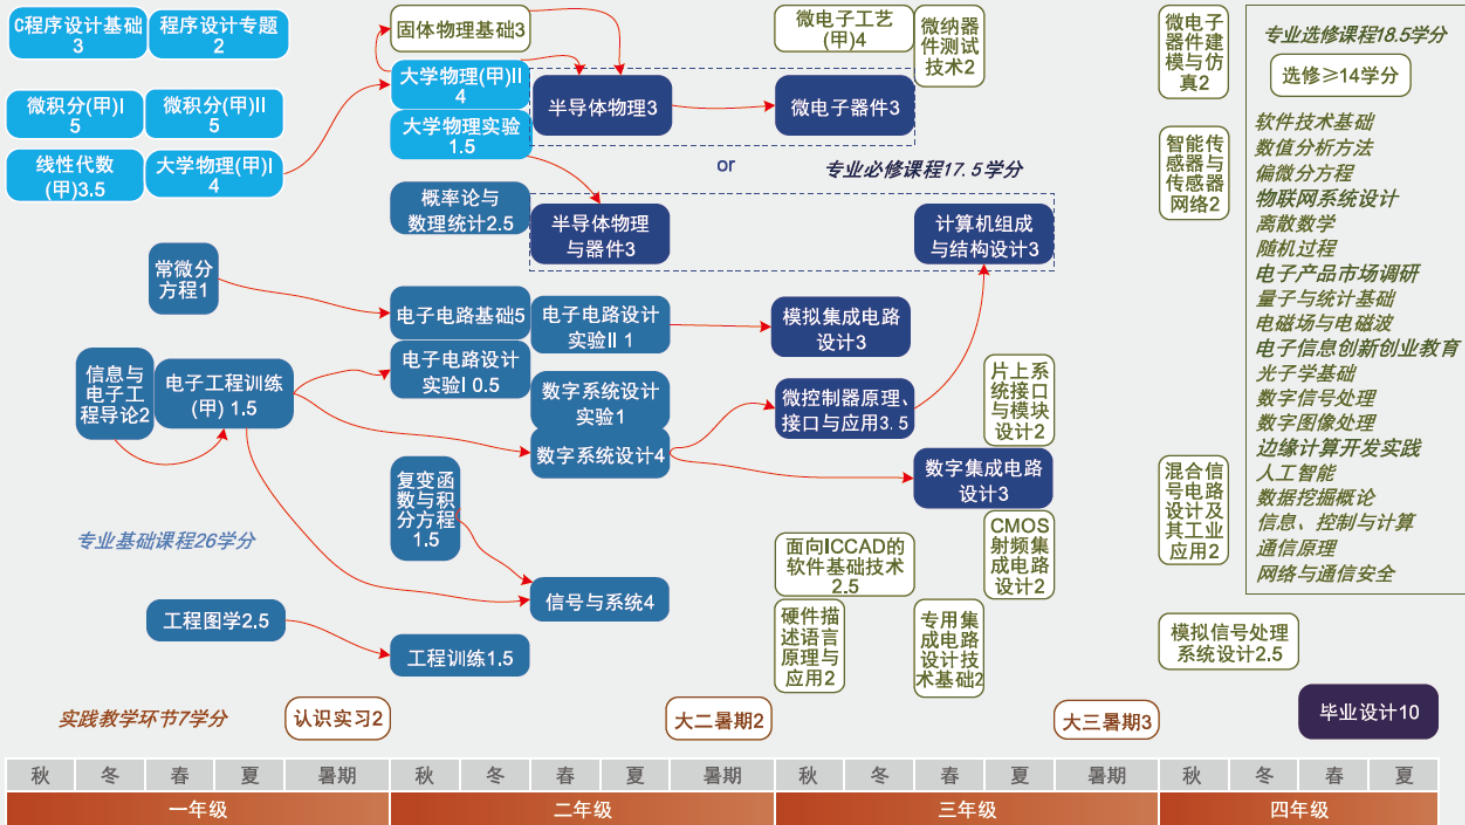 C程序设计基础
3
程序设计专题
2
固体物理基础3
微电子工艺
(甲)4
微纳器
件测试
技术2
微电子
器件建
模与仿
真2
专业选修课程18.5学分
选修≥14学分
大学物理(甲)II
4
半导体物理3
微电子器件3
微积分(甲)I
5
微积分(甲)II
5
大学物理实验
1.5
线性代数
(甲)3.5
大学物理(甲)I
4
or
专业必修课程17.5学分
智能传
感器与
传感器
网络2
软件技术基础
数值分析方法
偏微分方程
物联网系统设计
离散数学
随机过程
电子产品市场调研
量子与统计基础
电磁场与电磁波
电子信息创新创业教育
光子学基础
数字信号处理
数字图像处理
边缘计算开发实践
人工智能
数据挖掘概论
信息、控制与计算
通信原理
网络与通信安全
概率论与
数理统计2.5
半导体物理
与器件3
计算机组成
与结构设计3
常微分
方程1
电子电路基础5
电子电路设计
实验II 1
模拟集成电路
设计3
信息与
电子工
程导论2
电子工程训练
(甲) 1.5
电子电路设计
实验I 0.5
数字系统设计
实验1
微控制器原理、
接口与应用3.5
片上系
统接口
与模块
设计2
数字系统设计4
数字集成电路
设计3
复变函
数与积
分方程
1.5
混合信
号电路
设计及
其工业
应用2
专业基础课程26学分
面向ICCAD的
软件基础技术
2.5
CMOS
射频集
成电路
设计2
信号与系统4
工程图学2.5
工程训练1.5
硬件描
述语言
原理与
应用2
专用集
成电路
设计技
术基础2
模拟信号处理
系统设计2.5
实践教学环节7学分
认识实习2
大二暑期2
大三暑期3
毕业设计10
秋 冬 春 夏 暑期 秋 冬 春 夏 暑期 秋 冬 春 夏 暑期 秋 冬 春 夏
一年级 二年级 三年级 四年级